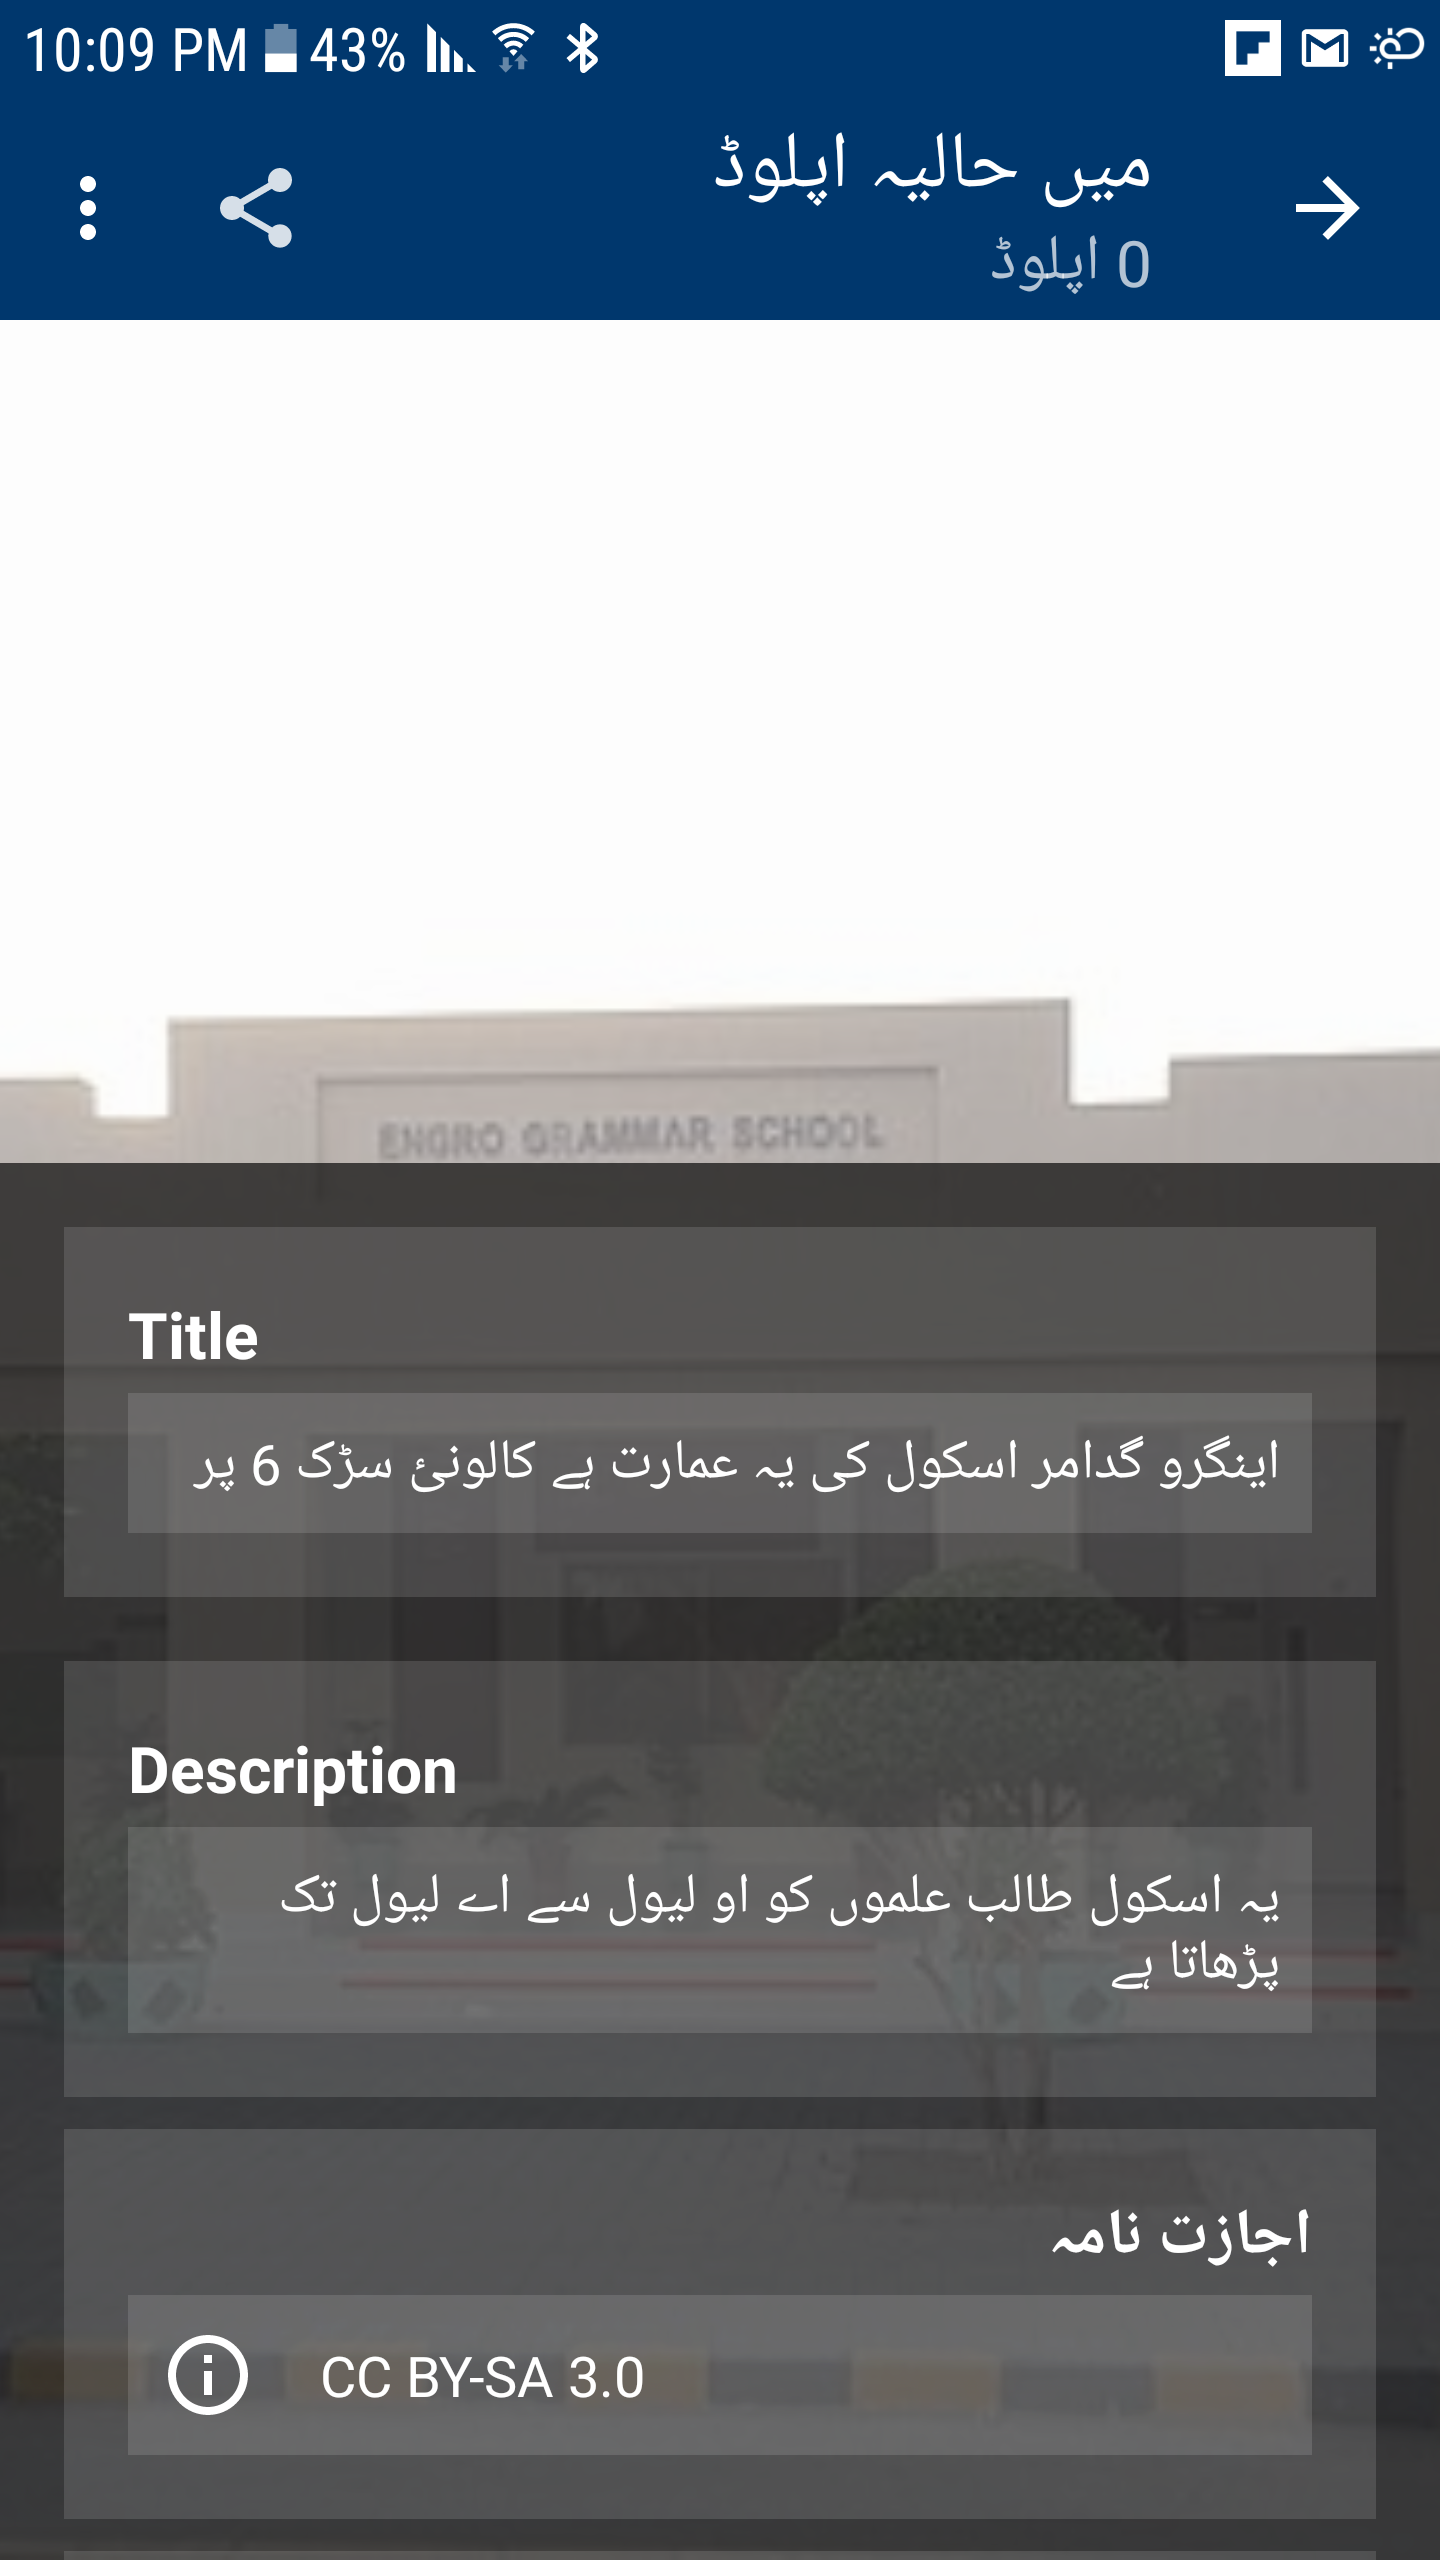 10:09 PM 43%
میں حالیہ اپلوڈ
0 اپلوڈ
ENGRO GRAMMAR SCHOOL
Title
اینگرو گدامر اسکول کی یہ عمارت ہے کالونئ سڑک 6 پر
Description
یہ اسکول طالب علموں کو او لیول سے اے لیول تک
پڑھاتا ہے
اجازت نامہ
CC BY-SA 3.0